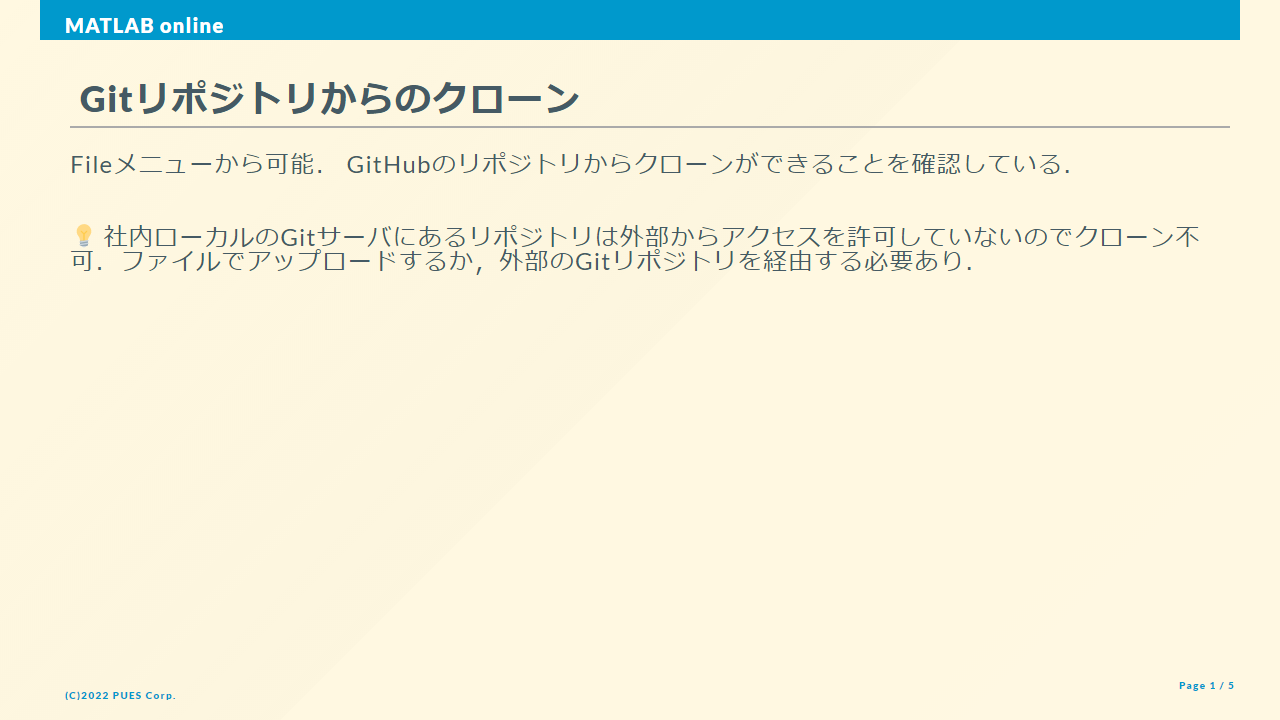 MATLAB online
Gitリポジトリからのクローン
Fileメニューから可能． GitHubのリポジトリからクローンができることを確認している．
💡 社内ローカルのGitサーバにあるリポジトリは外部からアクセスを許可していないのでクローン不
可．ファイルでアップロードするか，外部のGitリポジトリを経由する必要あり．
(C)2022 PUES Corp.
Page 1 / 5